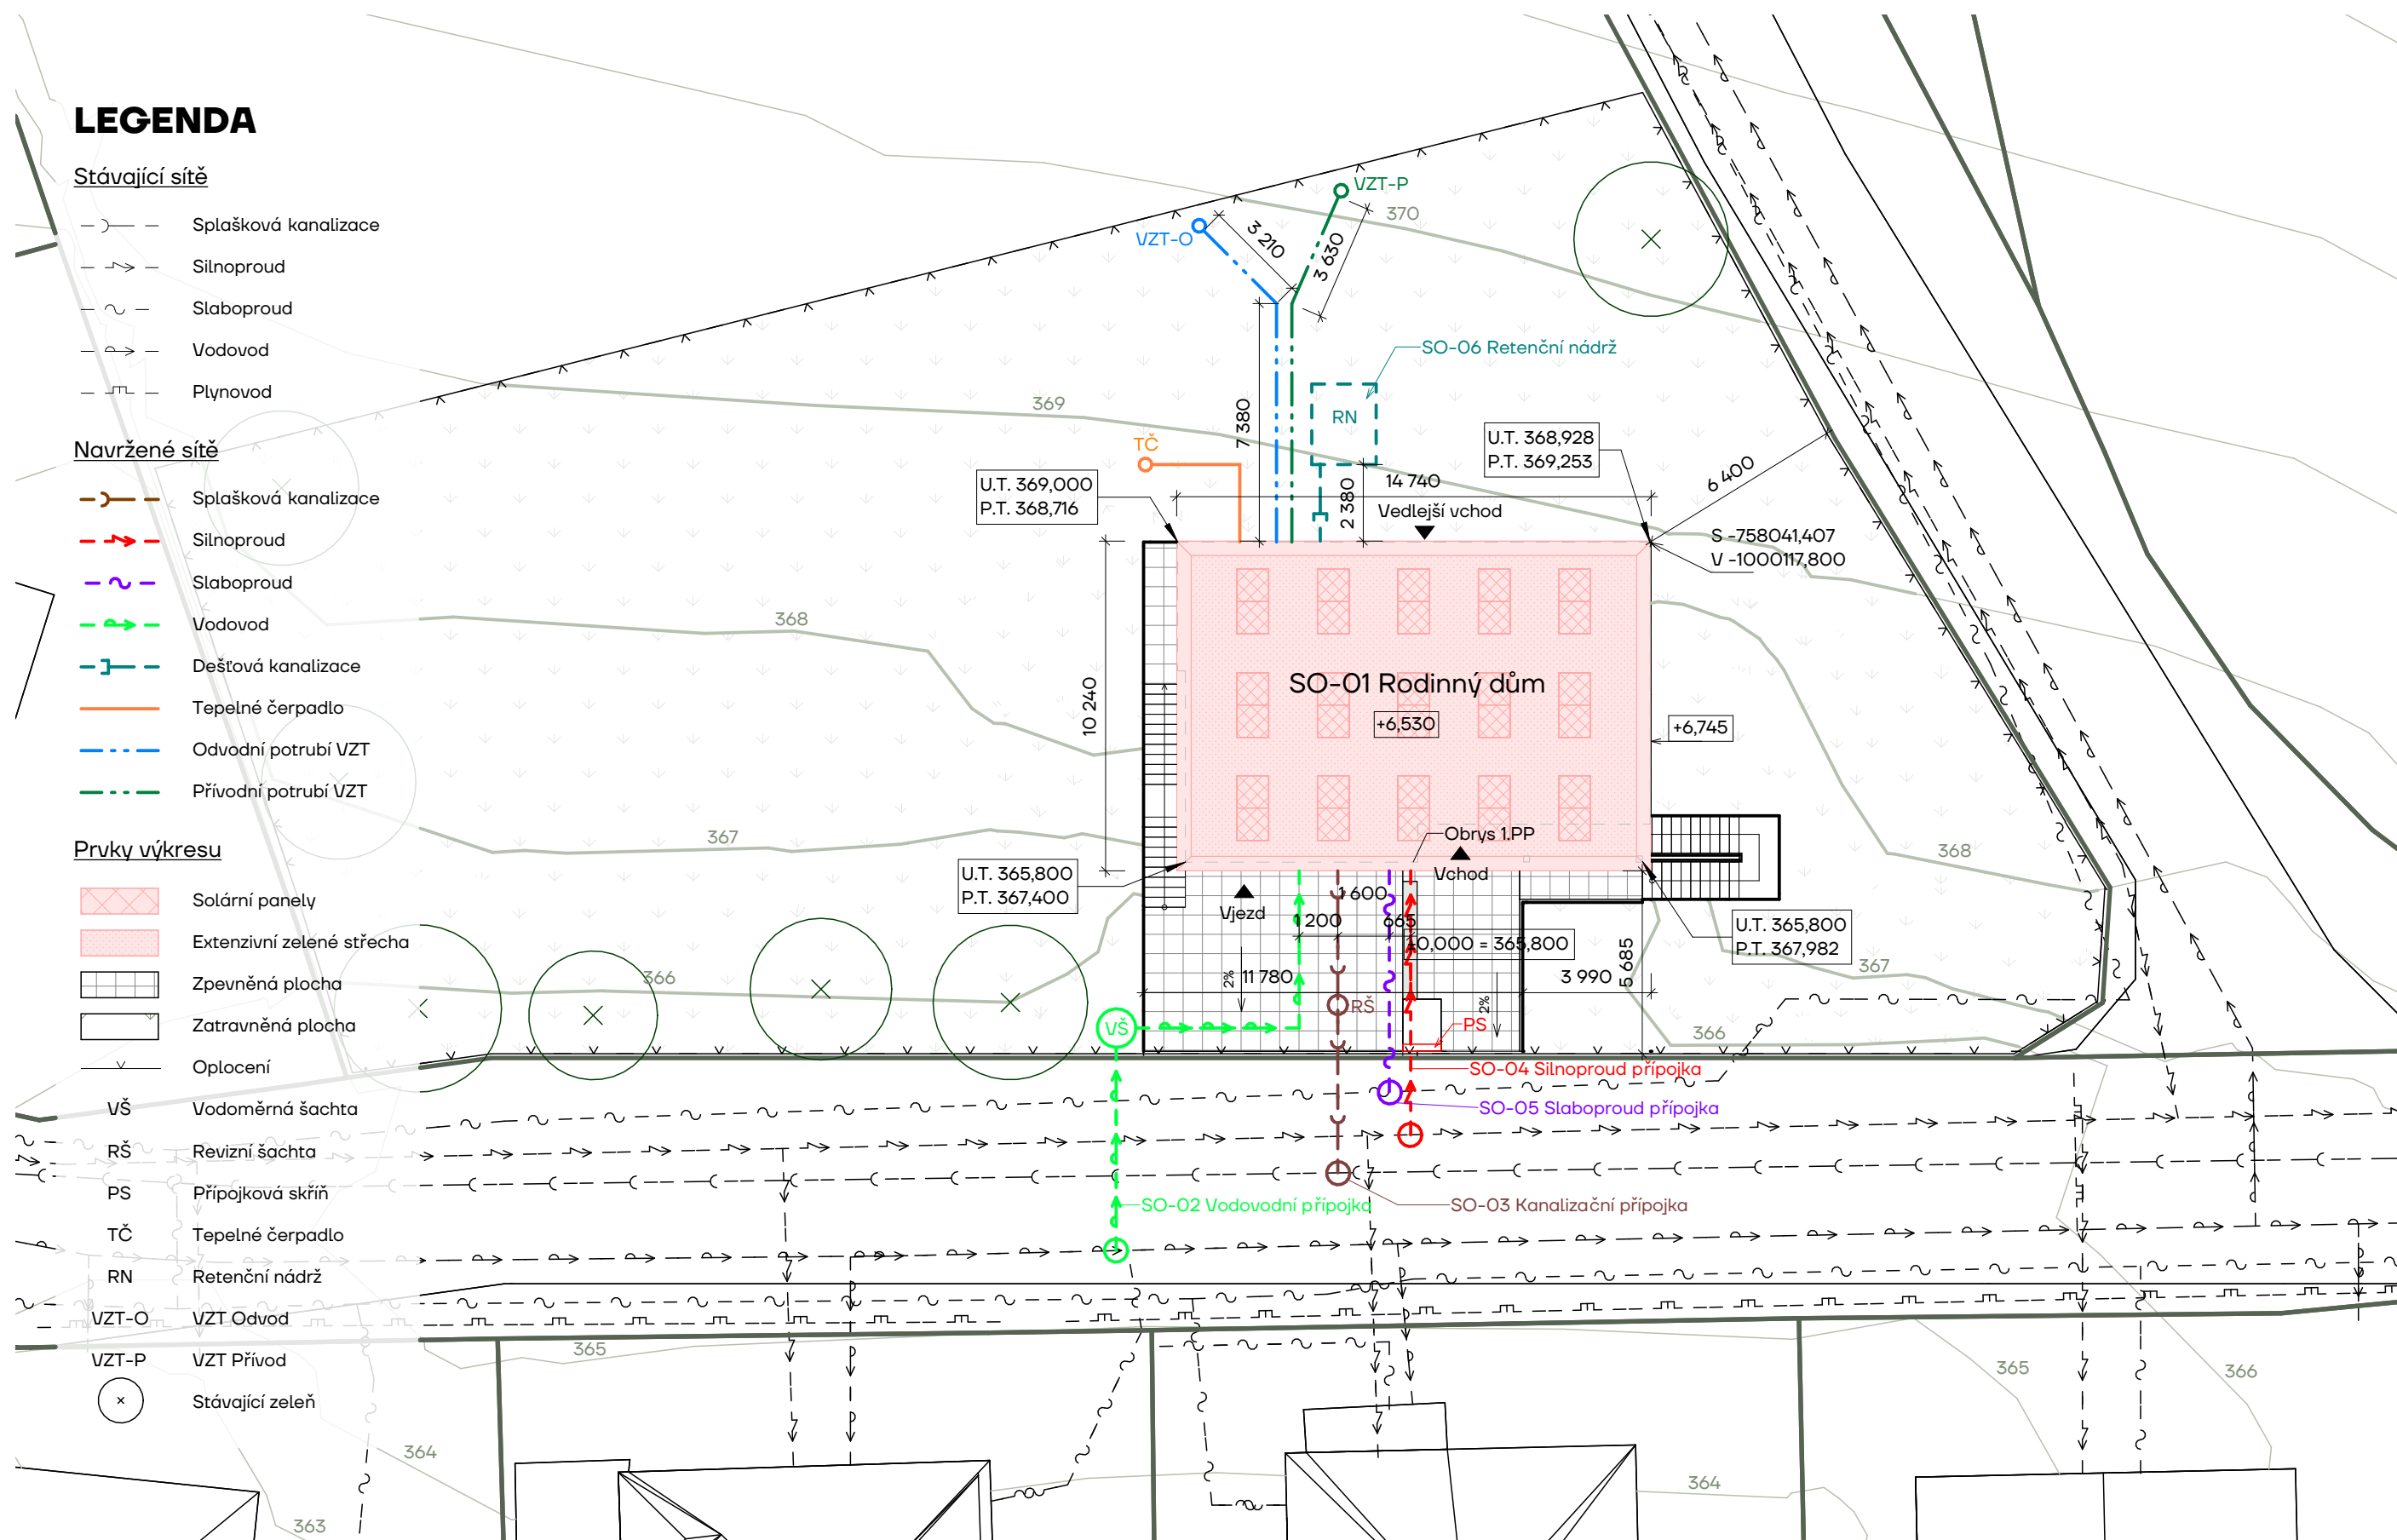 LEGENDA
Stávající sítě
Splašková kanalizace
Silnoproud
Slaboproud
Vodovod
Plynovod
Navržené sítě
Splašková kanalizace
Silnoproud
Slaboproud
Vodovod
Dešťová kanalizace
Tepelné čerpadlo
Odvodní potrubí VZT
Přívodní potrubí VZT
Prvky výkresu
Solární panely
Extenzivní zelené střecha
Zpevněná plocha
Zatravněná plocha
Oplocení
VŠ Vodoměrná šachta
RŠ Revizní šachta
PS Přípojková skříň
TČ Tepelné čerpadlo
RN Retenční nádrž
VZT-O VZT Odvod
VZT-P VZT Přívod
Stávající zeleň
VZT-P
370
VZT-O
3 210
3 630
SO-06 Retenční nádrž
369
7 380
RN
TČ
U.T. 368,928
P.T. 369,253
6 400
U.T. 369,000
P.T. 368,716
14 740
2 380
Vedlejší vchod
S -758041,407
V -1000117,800
368
10 240
SO-01 Rodinný dům
+6,530
+6,745
367
Obrys 1.PP
368
Vchod
U.T. 365,800
P.T. 367,400
Vjezd
1 600
1 200
665
±0,000 = 365,800
U.T. 365,800
P.T. 367,982
5 685
366
2%
11 780
3 990
367
2%
RŠ
VŠ
PS
366
SO-04 Silnoproud přípojka
SO-05 Slaboproud přípojka
SO-02 Vodovodní přípojka
SO-03 Kanalizační přípojka
365
365
366
364
364
363